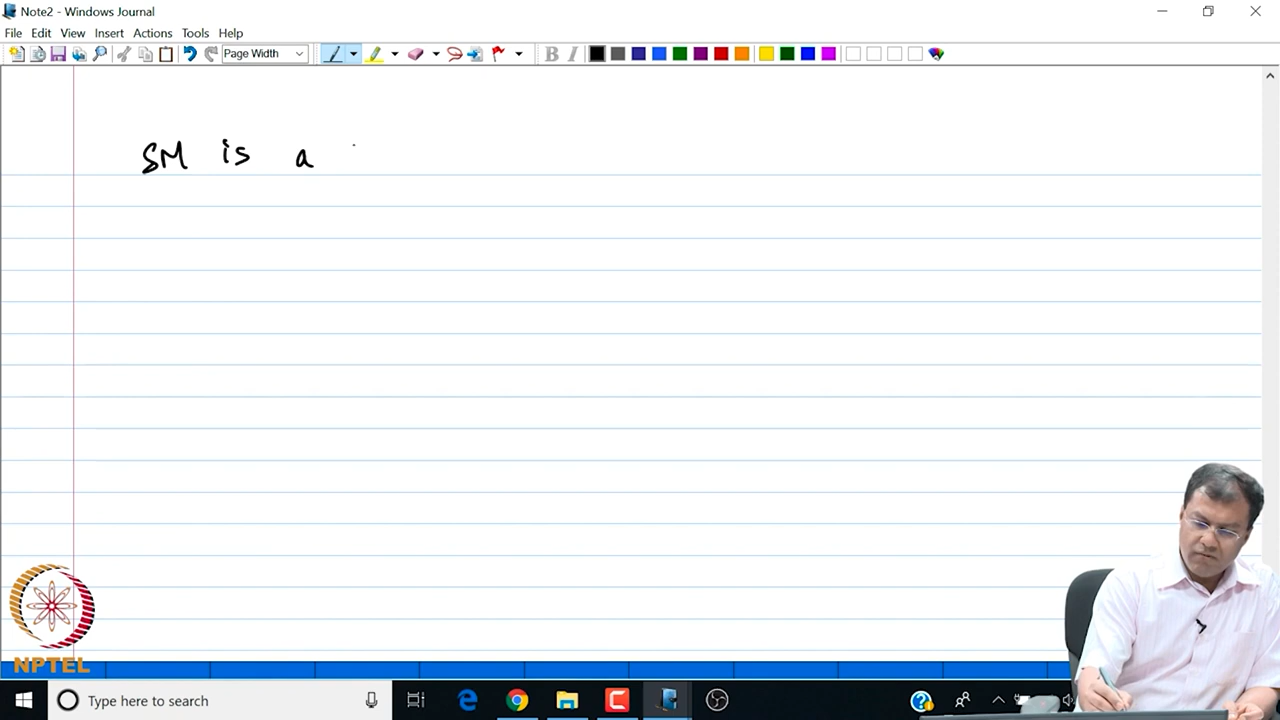 Note2 - Windows Journal
File Edit View Insert Actions Tools Help
Page Width
B I
SM is a
NPTEL
Type here to search